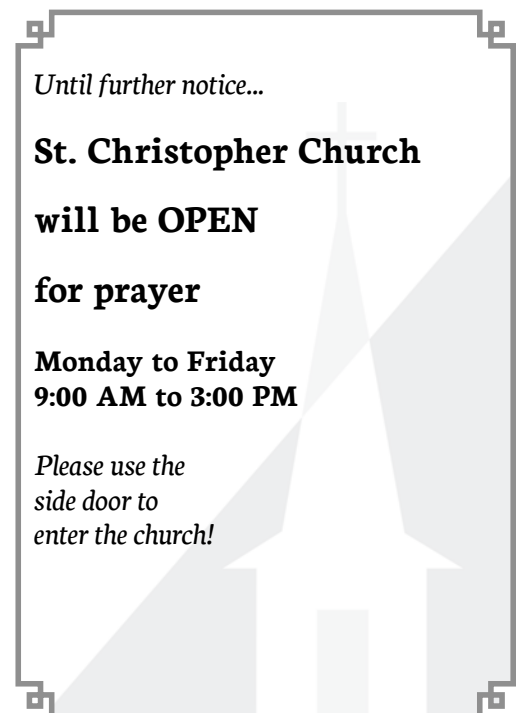 Until further notice...
St. Christopher Church
will be OPEN
for prayer
Monday to Friday
9:00 AM to 3:00 PM
Please use the
side door to
enter the church!